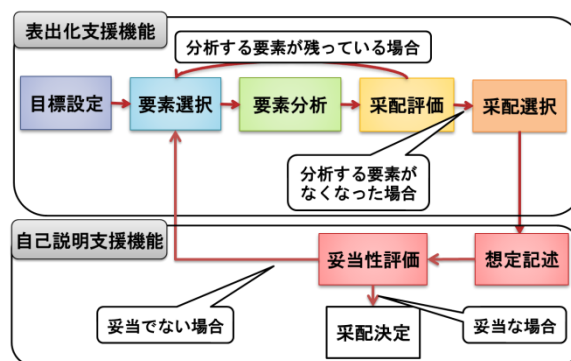 表出化支援機能
分析する要素が残っている場合
目標設定
要素選択
要素分析
采配評価
采配選択
分析する要素が
なくなった場合
自己説明支援機能
妥当性評価
想定記述
妥当でない場合
采配決定
妥当な場合